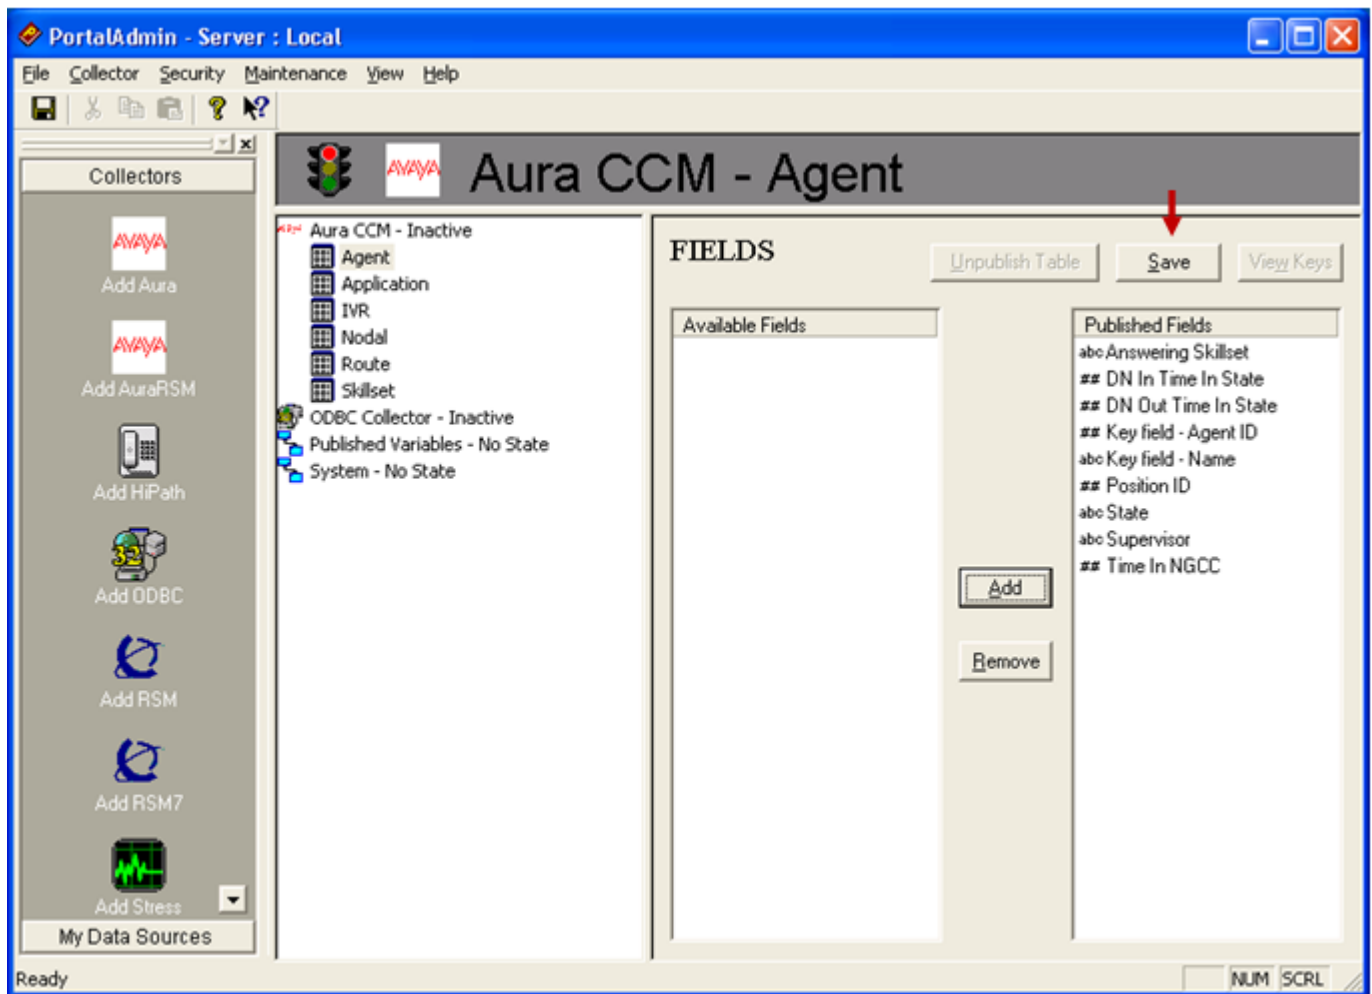 PortalAdmin - Server : Local
File Collector Security Maintenance View Help
Collectors
AVAYA
Add Aura
AVAYA
Add AuraRSM
Add HiPath
32
Add ODBC
Add RSM
Add RSM7
Add Stress
My Data Sources
AVAYA Aura CCM - Agent
Aura CCM - Inactive
Agent
Application
IVR
Nodal
Route
Skillset
ODBC Collector - Inactive
Published Variables - No State
System - No State
FIELDS
Unpublish Table Save View Keys
Available Fields
Add
Remove
Published Fields
abc Answering Skillset
## DN In Time In State
## DN Out Time In State
## Key field - Agent ID
abc Key field - Name
## Position ID
abc State
abc Supervisor
## Time In NGCC
Ready NUM SCRL